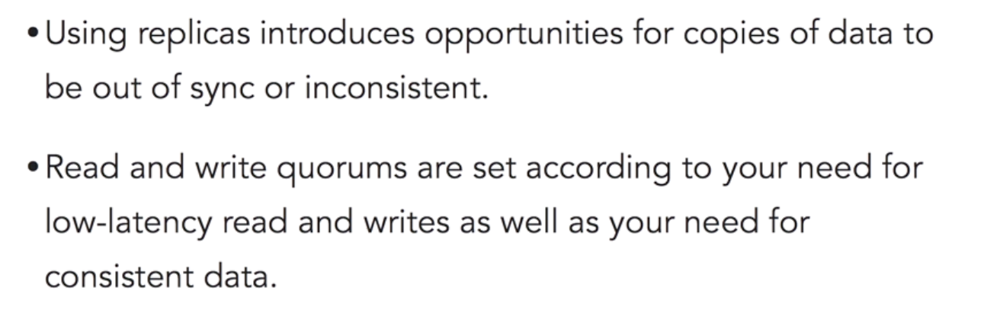 • Using replicas introduces opportunities for copies of data to
be out of sync or inconsistent.
• Read and write quorums are set according to your need for
low-latency read and writes as well as your need for
consistent data.